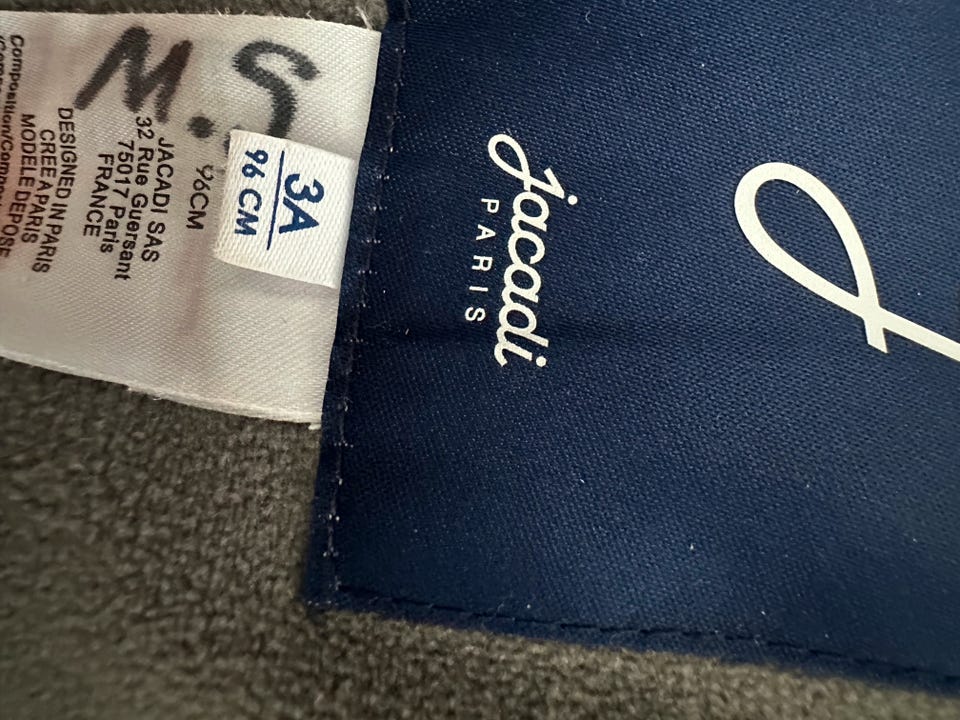 J
Jacadi
PARIS
3A
96 CM
M.S
96CM
JACADI SAS
32 Rue Guersant
75017 Paris
FRANCE
DESIGNED IN PARIS
CREE A PARIS
MODELE DEPOSE